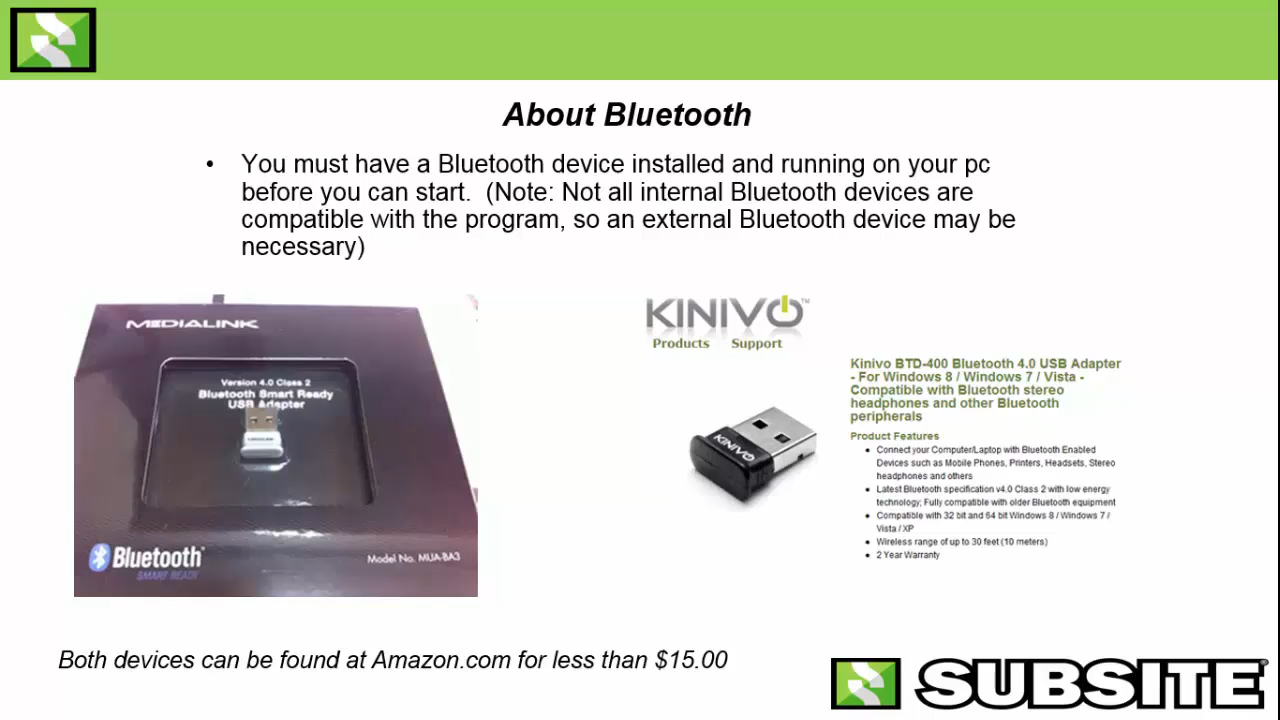 About Bluetooth
• You must have a Bluetooth device installed and running on your pc
before you can start. (Note: Not all internal Bluetooth devices are
compatible with the program, so an external Bluetooth device may be
necessary)
MEDIALINK
Version 4.0 Class 2
Bluetooth Smart Ready
USB Adapter
MEDIALINK
Bluetooth
SMART READY
Model No. MUA-BA3
KINIVO™
Products Support
KINIVO
Kinivo BTD-400 Bluetooth 4.0 USB Adapter
- For Windows 8 / Windows 7 / Vista -
Compatible with Bluetooth stereo
headphones and other Bluetooth
peripherals
Product Features
• Connect your Computer/Laptop with Bluetooth Enabled
Devices such as Mobile Phones, Printers, Headsets, Stereo
headphones and others
• Latest Bluetooth specification v4.0 Class 2 with low energy
technology; Fully compatible with older Bluetooth equipment
• Compatible with 32 bit and 64 bit Windows 8 / Windows 7 /
Vista / XP
• Wireless range of up to 30 feet (10 meters)
• 2 Year Warranty
Both devices can be found at Amazon.com for less than $15.00
SUBSITE®